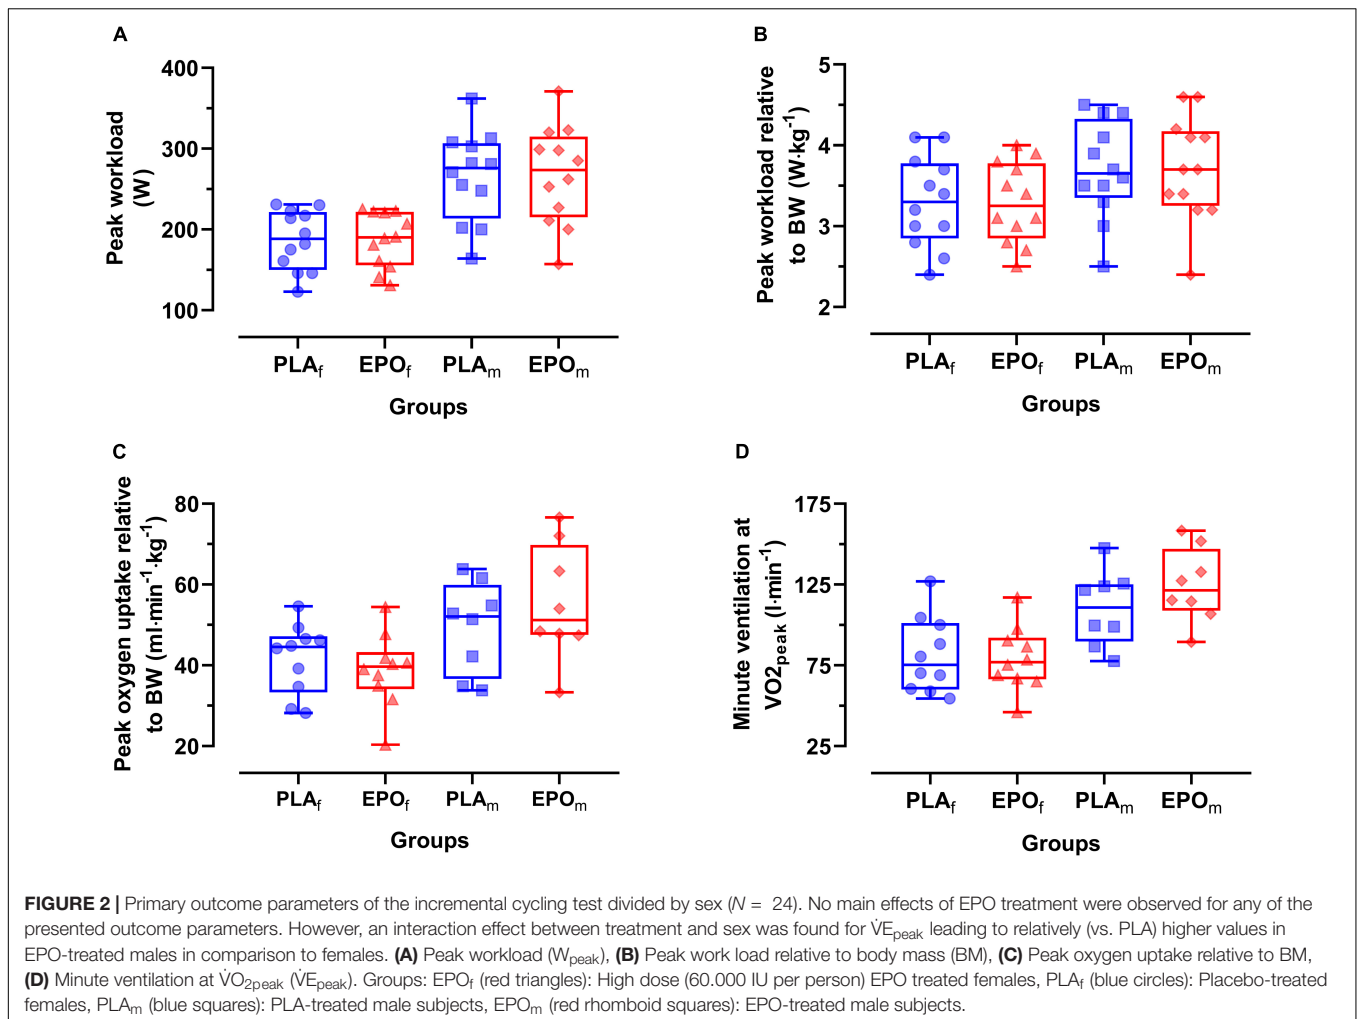 A
Peak workload
(W)
400
300
200
100
PLAf
EPOf
PLAm
EPOm
Groups
B
Peak workload relative
to BW (W·kg-1)
5
4
3
2
PLAf
EPOf
PLAm
EPOm
Groups
C
Peak oxygen uptake relative
to BW (ml·min-1·kg-1)
80
60
40
20
PLAf
EPOf
PLAm
EPOm
Groups
D
Minute ventilation at
VO2peak (l·min-1)
175
125
75
25
PLAf
EPOf
PLAm
EPOm
Groups
FIGURE 2 | Primary outcome parameters of the incremental cycling test divided by sex (N = 24). No main effects of EPO treatment were observed for any of the
presented outcome parameters. However, an interaction effect between treatment and sex was found for V̇Epeak leading to relatively (vs. PLA) higher values in
EPO-treated males in comparison to females. (A) Peak workload (Wpeak), (B) Peak work load relative to body mass (BM), (C) Peak oxygen uptake relative to BM,
(D) Minute ventilation at V̇O2peak (V̇Epeak). Groups: EPOf (red triangles): High dose (60.000 IU per person) EPO treated females, PLAf (blue circles): Placebo-treated
females, PLAm (blue squares): PLA-treated male subjects, EPOm (red rhomboid squares): EPO-treated male subjects.